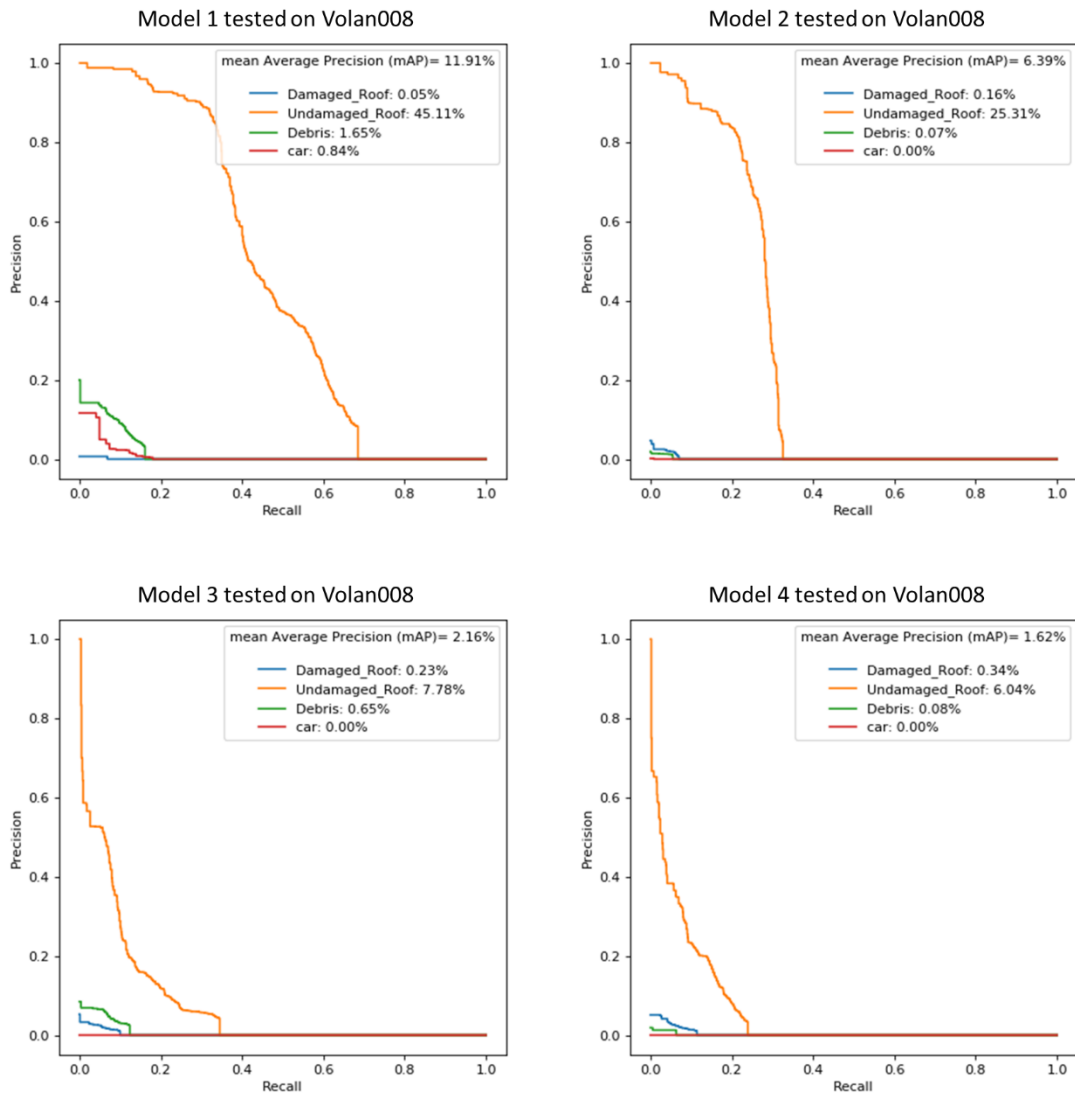 Model 1 tested on Volan008
mean Average Precision (mAP)= 11.91%
Damaged_Roof: 0.05%
Undamaged_Roof: 45.11%
Debris: 1.65%
car: 0.84%
1.0
0.8
0.6
0.4
0.2
0.0
Precision
0.0 0.2 0.4 0.6 0.8 1.0
Recall
Model 2 tested on Volan008
mean Average Precision (mAP)= 6.39%
Damaged_Roof: 0.16%
Undamaged_Roof: 25.31%
Debris: 0.07%
car: 0.00%
1.0
0.8
0.6
0.4
0.2
0.0
Precision
0.0 0.2 0.4 0.6 0.8 1.0
Recall
Model 3 tested on Volan008
mean Average Precision (mAP)= 2.16%
Damaged_Roof: 0.23%
Undamaged_Roof: 7.78%
Debris: 0.65%
car: 0.00%
1.0
0.8
0.6
0.4
0.2
0.0
Precision
0.0 0.2 0.4 0.6 0.8 1.0
Recall
Model 4 tested on Volan008
mean Average Precision (mAP)= 1.62%
Damaged_Roof: 0.34%
Undamaged_Roof: 6.04%
Debris: 0.08%
car: 0.00%
1.0
0.8
0.6
0.4
0.2
0.0
Precision
0.0 0.2 0.4 0.6 0.8 1.0
Recall